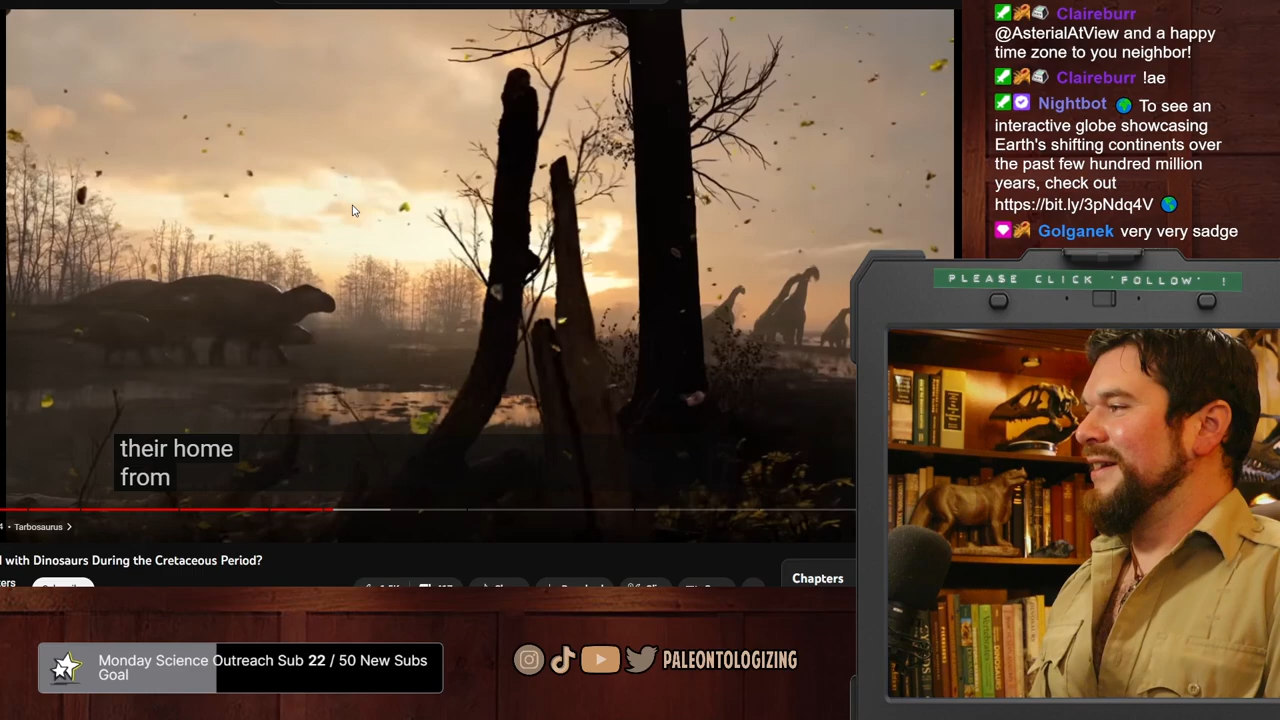 Claireburr
@AsterialAtView and a happy
time zone to you neighbor!
Claireburr !ae
Nightbot To see an
interactive globe showcasing
Earth's shifting continents over
the past few hundred million
years, check out
https://bit.ly/3pNdq4V
Golganek very very sadge
PLEASE CLICK 'FOLLOW' !
their home
from
4 • Tarbosaurus
with Dinosaurs During the Cretaceous Period?
Chapters
Monday Science Outreach Sub 22 / 50 New Subs
Goal
PALEONTOLOGIZING